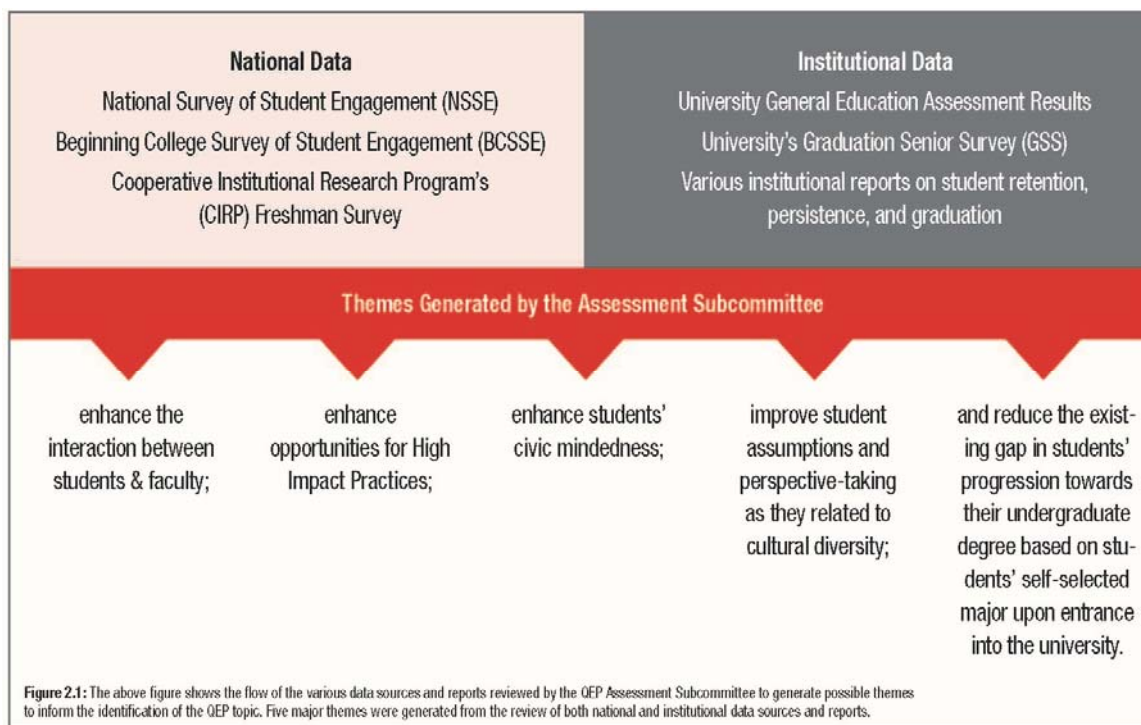 National Data
National Survey of Student Engagement (NSSE)
Beginning College Survey of Student Engagement (BCSSE)
Cooperative Institutional Research Program's
(CIRP) Freshman Survey
Institutional Data
University General Education Assessment Results
University's Graduation Senior Survey (GSS)
Various institutional reports on student retention,
persistence, and graduation
Themes Generated by the Assessment Subcommittee
enhance the
interaction between
students & faculty;
enhance
opportunities for High
Impact Practices;
enhance students'
civic mindedness;
improve student
assumptions and
perspective-taking
as they related to
cultural diversity;
and reduce the exist-
ing gap in students'
progression towards
their undergraduate
degree based on stu-
dents' self-selected
major upon entrance
into the university.
Figure 2.1: The above figure shows the flow of the various data sources and reports reviewed by the QEP Assessment Subcommittee to generate possible themes
to inform the identification of the QEP topic. Five major themes were generated from the review of both national and institutional data sources and reports.